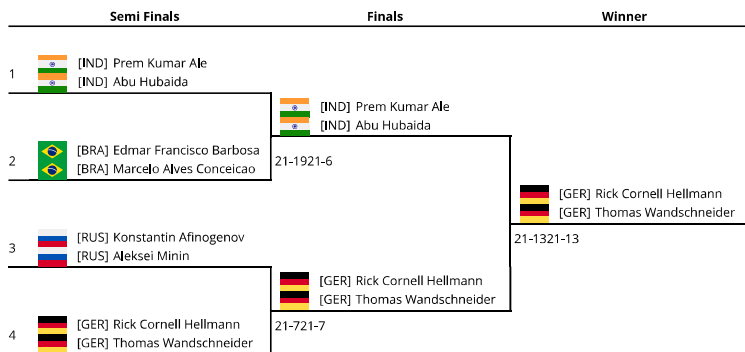 Semi Finals Finals Winner
1
[IND] Prem Kumar Ale
[IND] Abu Hubaida
[IND] Prem Kumar Ale
[IND] Abu Hubaida
2
[BRA] Edmar Francisco Barbosa
[BRA] Marcelo Alves Conceicao
21-1921-6
[GER] Rick Cornell Hellmann
[GER] Thomas Wandschneider
3
[RUS] Konstantin Afinogenov
[RUS] Aleksei Minin
21-1321-13
[GER] Rick Cornell Hellmann
[GER] Thomas Wandschneider
4
[GER] Rick Cornell Hellmann
[GER] Thomas Wandschneider
21-721-7